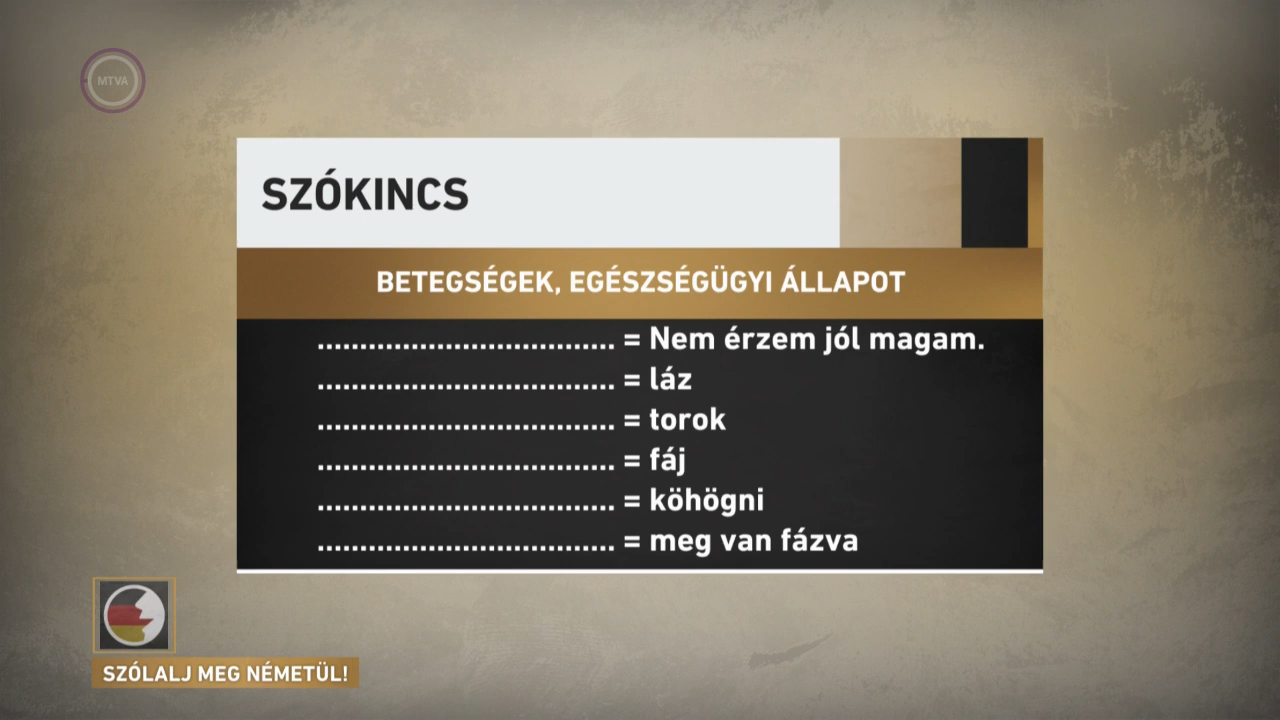 MTVA
SZÓKINCS
BETEGSÉGEK, EGÉSZSÉGÜGYI ÁLLAPOT
................................... = Nem érzem jól magam.
................................... = láz
................................... = torok
................................... = fáj
................................... = köhögni
................................... = meg van fázva
SZÓLALJ MEG NÉMETÜL!